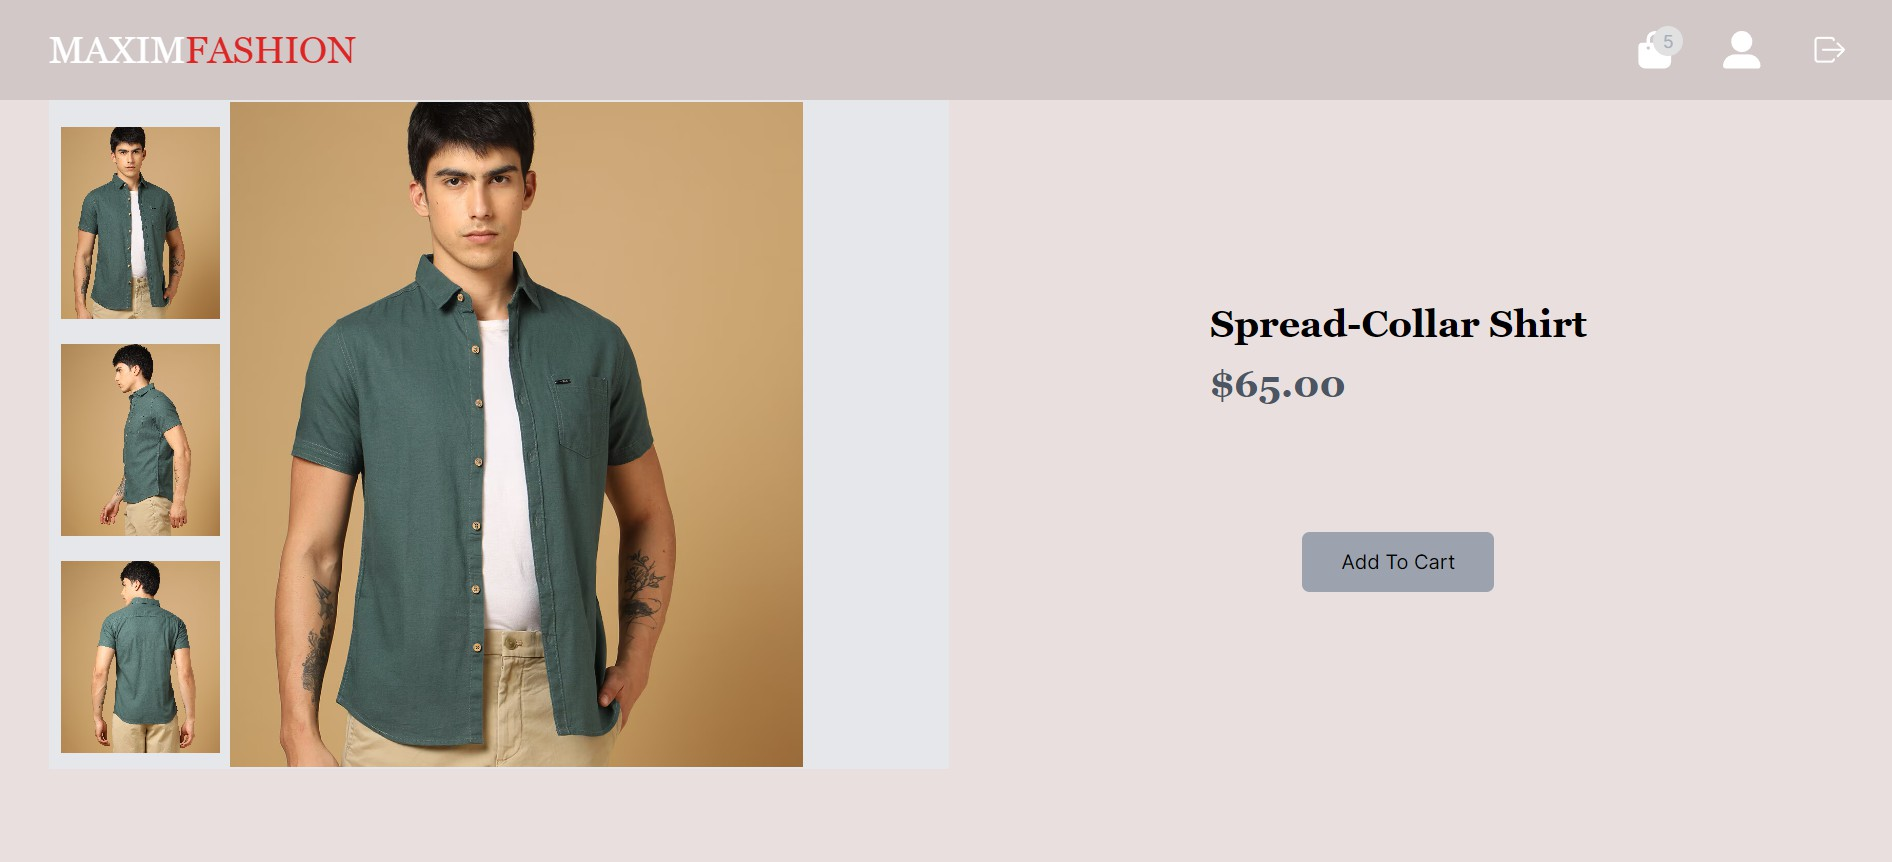 MAXIMFASHION
5
Spread-Collar Shirt
$65.00
Add To Cart